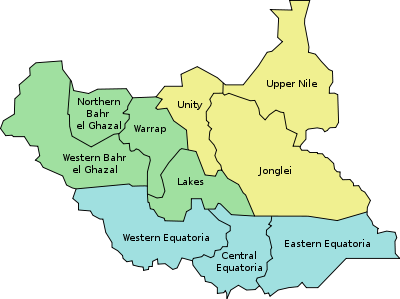 Upper Nile
Northern
Bahr
el Ghazal
Unity
Warrap
Western Bahr
el Ghazal
Lakes
Jonglei
Western Equatoria
Central
Equatoria
Eastern Equatoria